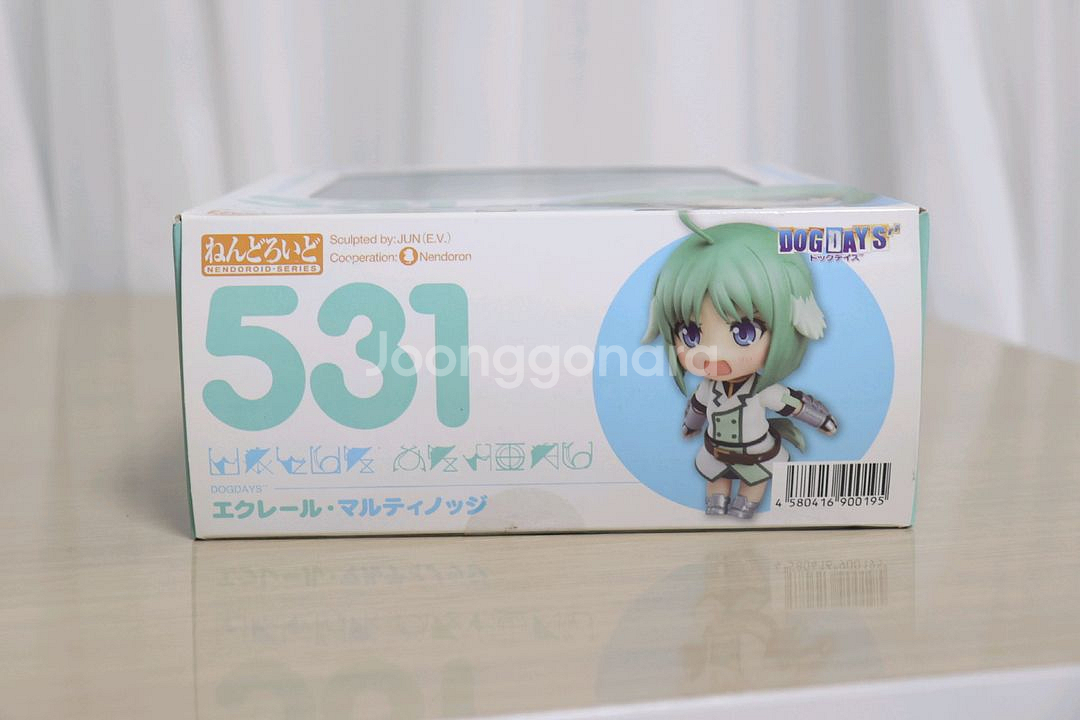 ねんどろいど
NENDOROID・SERIES
Sculpted by:JUN(E.V.)
Cooperation: Nendoron
DOG DAYS"
ドッグデイズ"
531
Joonggonara
DOGDAYS"
エクレール・マルティノッジ
4 580416 900195